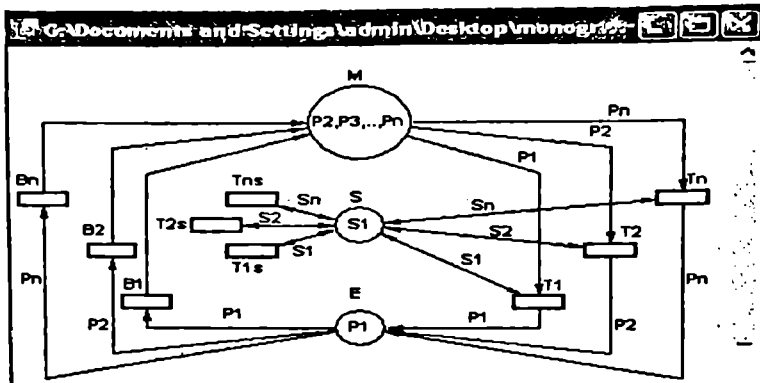 G:\Documents and Settings\admin\Desktop\monogr
M
P2,P3,..,Pn
Pn
P2
P1
Bn
Tns
Sn
S
Sn
Tn
B2
T2s
S2
S1
S2
T2
S1
T1s
S1
Pn
B1
E
T1
Pn
P2
P1
P1
P1
P2